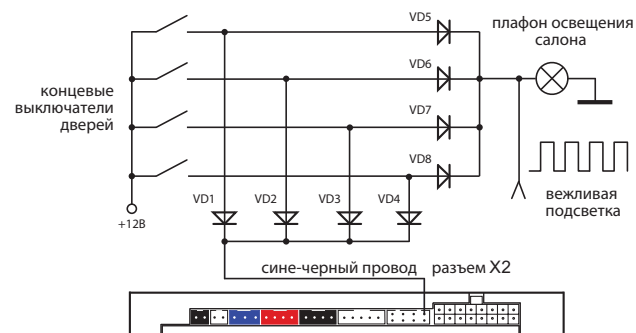 VD5
плафон освещения
салона
VD6
концевые
выключатели
дверей
VD7
VD8
VD1
VD2
VD3
VD4
+12В
вежливая
подсветка
сине-черный провод
разъем X2